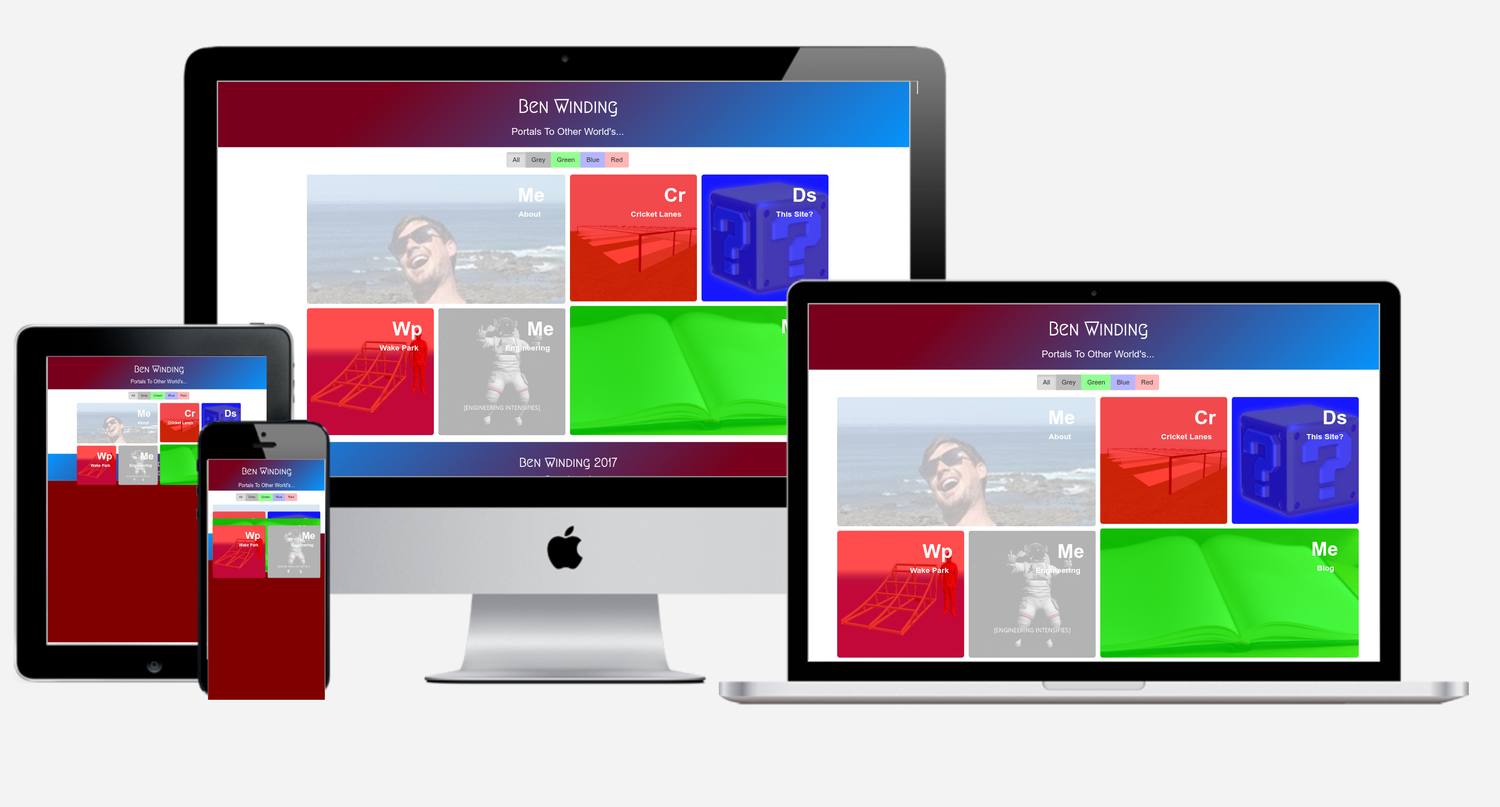 Ben Winding
Portals To Other World's...
All Grey Green Blue Red
Me
About
Cr
Cricket Lanes
Ds
This Site?
Wp
Wake Park
Me
Engineering
[ENGINEERING INTENSIFIES]
Ben Winding 2017
Ben Winding
Portals To Other World's...
All Grey Green Blue Red
Me
About
Cr
Cricket Lanes
Ds
This Site?
Wp
Wake Park
Me
Engineering
[ENGINEERING INTENSIFIES]
Me
Blog
Ben Winding
Portals To Other World's...
All Grey Green Blue Red
Me
About
Cr
Cricket Lanes
Ds
Wp
Wake Park
Me
Engineering
Ben Winding
Portals To Other World's...
All Grey Green Blue Red
Wp
Wake Park
Me
Engineering